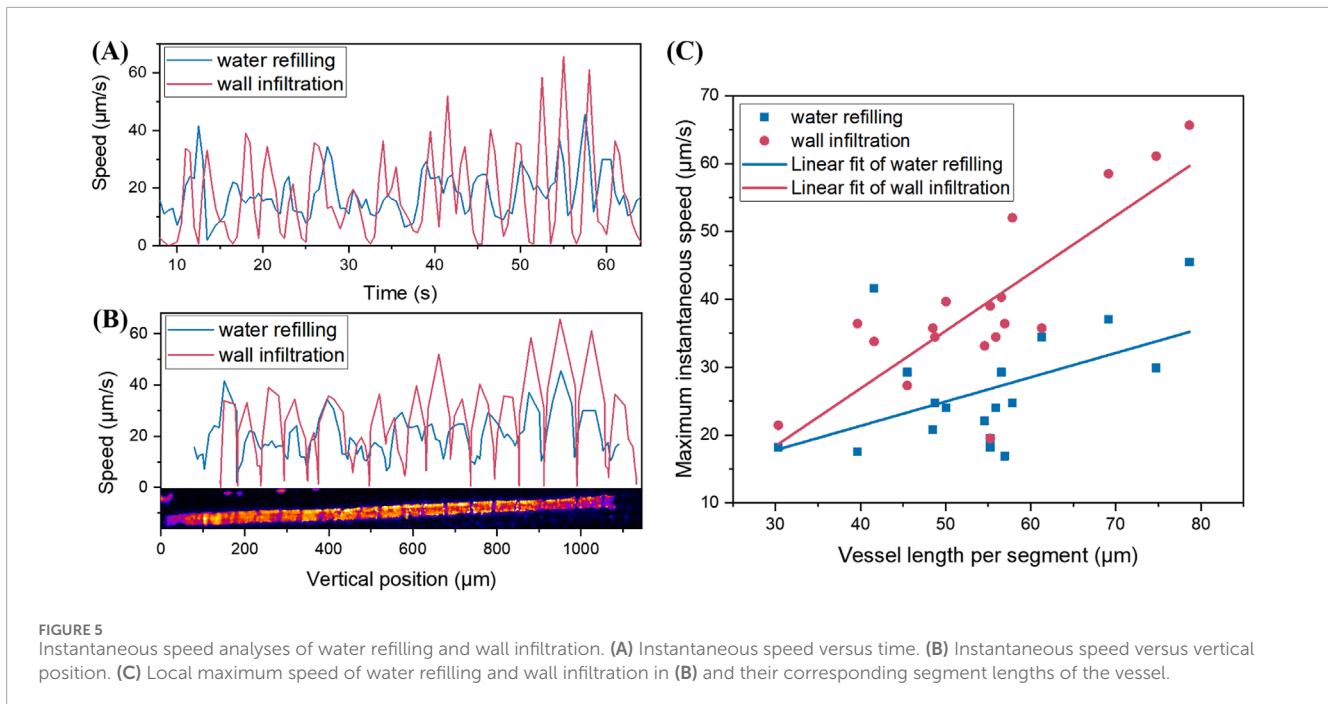 (A)
water refilling
wall infiltration
60
40
20
0
Speed (µm/s)
10 20 30 40 50 60
Time (s)
(B)
water refilling
wall infiltration
60
40
20
0
Speed (µm/s)
0 200 400 600 800 1000
Vertical position (µm)
(C)
water refilling
wall infiltration
Linear fit of water refilling
Linear fit of wall infiltration
70
60
50
40
30
20
10
Maximum instantaneous speed (µm/s)
30 40 50 60 70 80
Vessel length per segment (µm)
FIGURE 5
Instantaneous speed analyses of water refilling and wall infiltration. (A) Instantaneous speed versus time. (B) Instantaneous speed versus vertical
position. (C) Local maximum speed of water refilling and wall infiltration in (B) and their corresponding segment lengths of the vessel.